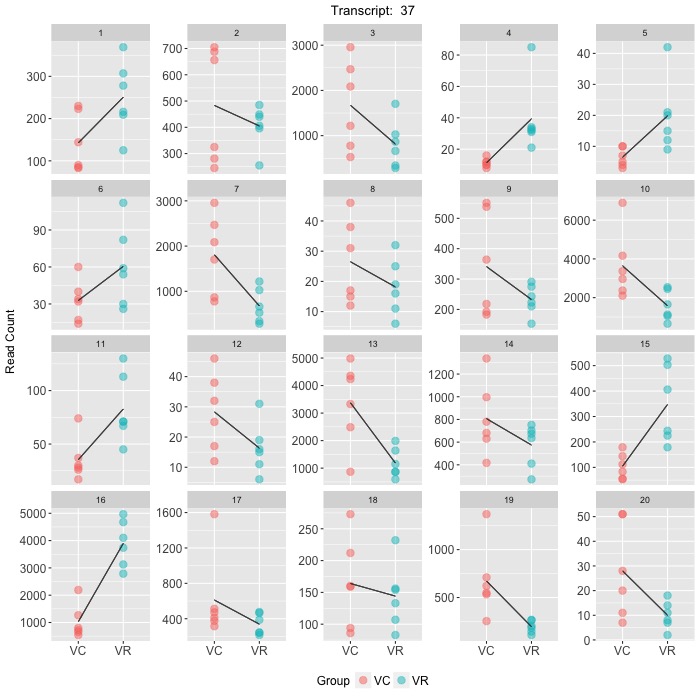 Transcript: 37
1 2 3 4 5
300 200 100
700 600 500 400 300
3000 2000 1000
80 60 40 20
40 30 20 10
6 7 8 9 10
90 60 30
3000 2000 1000
40 30 20 10
500 400 300 200
6000 4000 2000
Read Count
11 12 13 14 15
100 50
40 30 20 10
5000 4000 3000 2000 1000
1200 1000 800 600 400
500 400 300 200 100
16 17 18 19 20
5000 4000 3000 2000 1000
1600 1200 800 400
250 200 150 100
1000 500
50 40 30 20 10 0
VC VR VC VR VC VR VC VR VC VR
Group VC VR